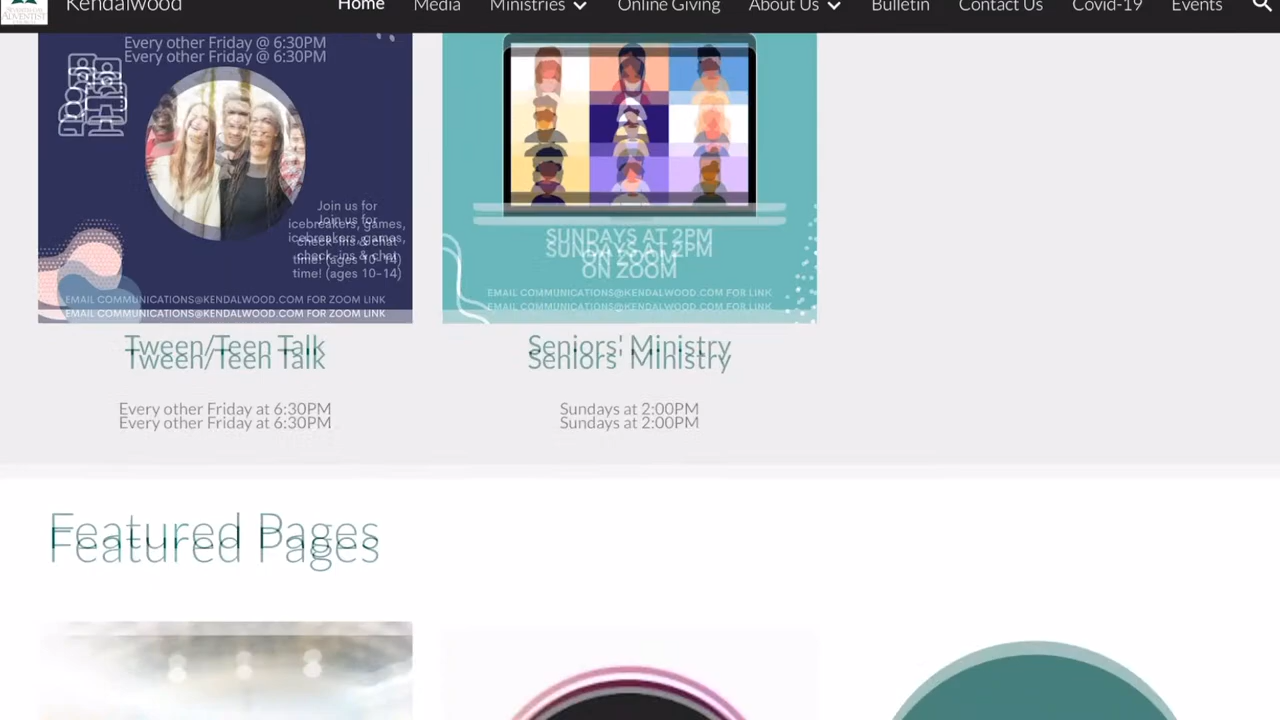 Kendalwood
Home Media Ministries Online Giving About Us Bulletin Contact Us Covid-19 Events
ADVENTIST
Every other Friday @ 6:30PM
Join us for
icebreakers, games,
check-ins & chat
time! (ages 10-14)
EMAIL COMMUNICATIONS@KENDALWOOD.COM FOR ZOOM LINK
SUNDAYS AT 2PM
ON ZOOM
EMAIL COMMUNICATIONS@KENDALWOOD.COM FOR LINK
Tween/Teen Talk
Every other Friday at 6:30PM
Seniors' Ministry
Sundays at 2:00PM
Featured Pages